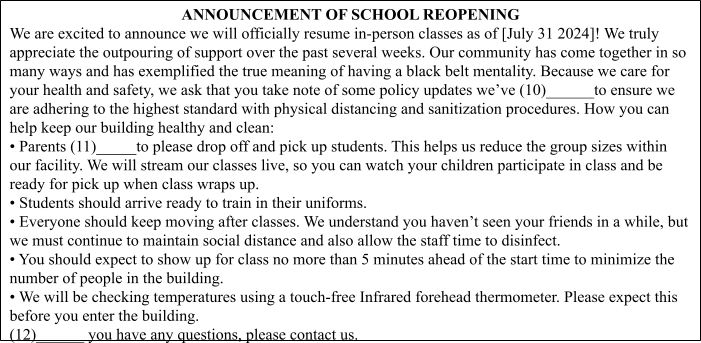 ANNOUNCEMENT OF SCHOOL REOPENING
We are excited to announce we will officially resume in-person classes as of [July 31 2024]! We truly
appreciate the outpouring of support over the past several weeks. Our community has come together in so
many ways and has exemplified the true meaning of having a black belt mentality. Because we care for
your health and safety, we ask that you take note of some policy updates we’ve (10)______to ensure we
are adhering to the highest standard with physical distancing and sanitization procedures. How you can
help keep our building healthy and clean:
• Parents (11)_____to please drop off and pick up students. This helps us reduce the group sizes within
our facility. We will stream our classes live, so you can watch your children participate in class and be
ready for pick up when class wraps up.
• Students should arrive ready to train in their uniforms.
• Everyone should keep moving after classes. We understand you haven’t seen your friends in a while, but
we must continue to maintain social distance and also allow the staff time to disinfect.
• You should expect to show up for class no more than 5 minutes ahead of the start time to minimize the
number of people in the building.
• We will be checking temperatures using a touch-free Infrared forehead thermometer. Please expect this
before you enter the building.
(12)______ you have any questions, please contact us.